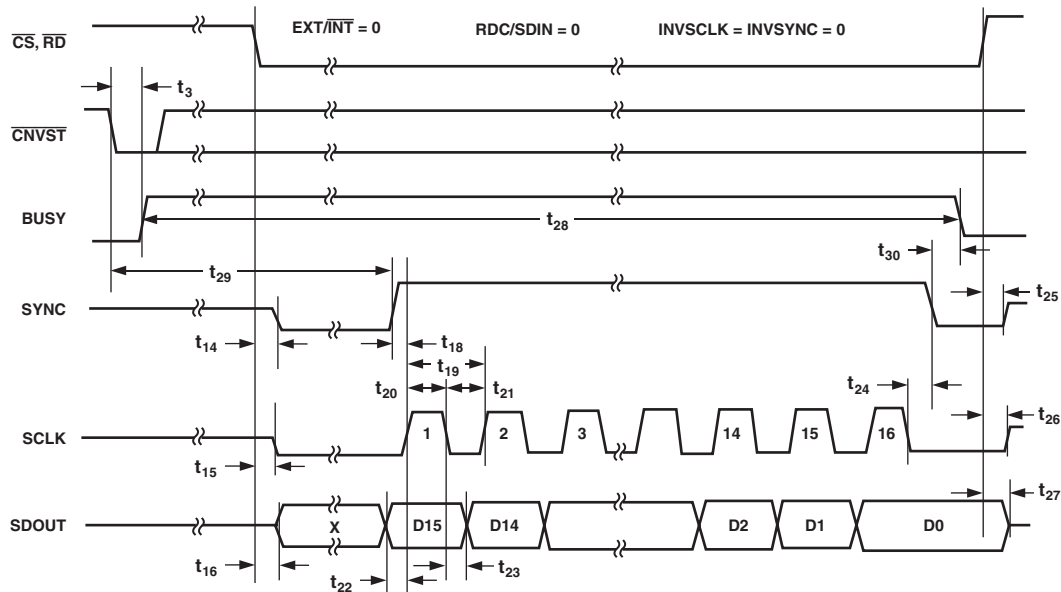 EXT/INT = 0 RDC/SDIN = 0 INVSCLK = INVSYNC = 0
CS, RD
t3
CNVST
BUSY
t28
t30
t29
t25
SYNC
t14
t18
t19
t20
t21
t24
t26
SCLK
1 2 3 14 15 16
t15
t27
SDOUT
X D15 D14 D2 D1 D0
t16
t22
t23